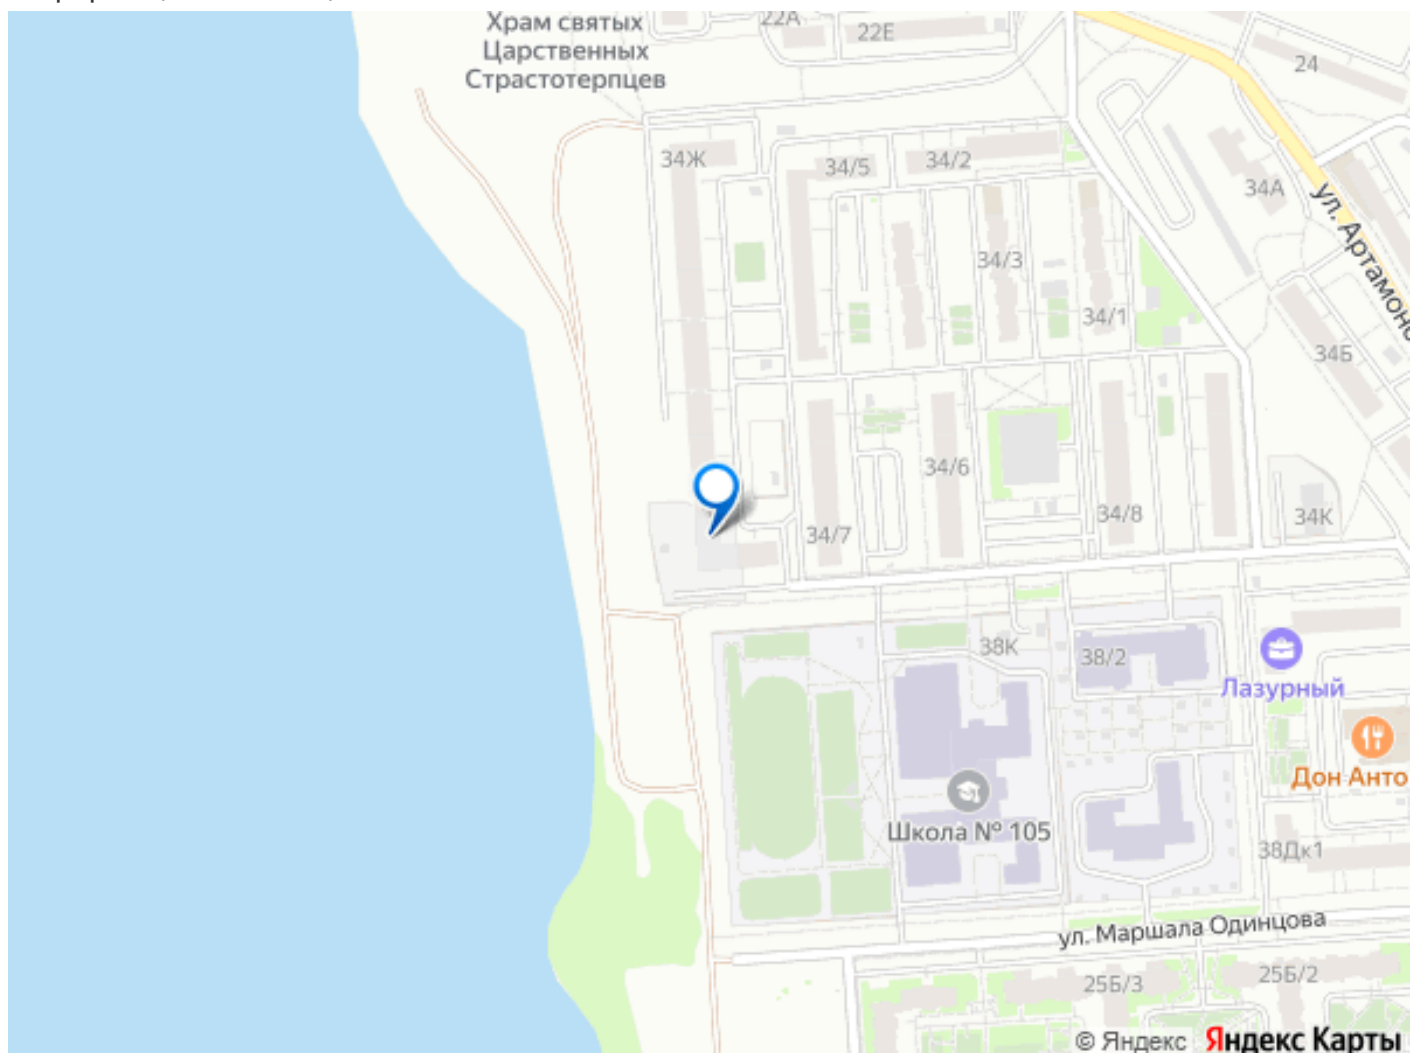 Храм святых
Царственных
Страстотерпцев
22А
22Е
24
34Ж
34/5
34/2
34А
ул. Артамоно
34/3
34/1
34Б
34/6
34/7
34/8
34К
38К
38/2
Лазурный
Дон Анто
Школа № 105
38Дк1
ул. Маршала Одинцова
25Б/3
25Б/2
© Яндекс Яндекс Карты